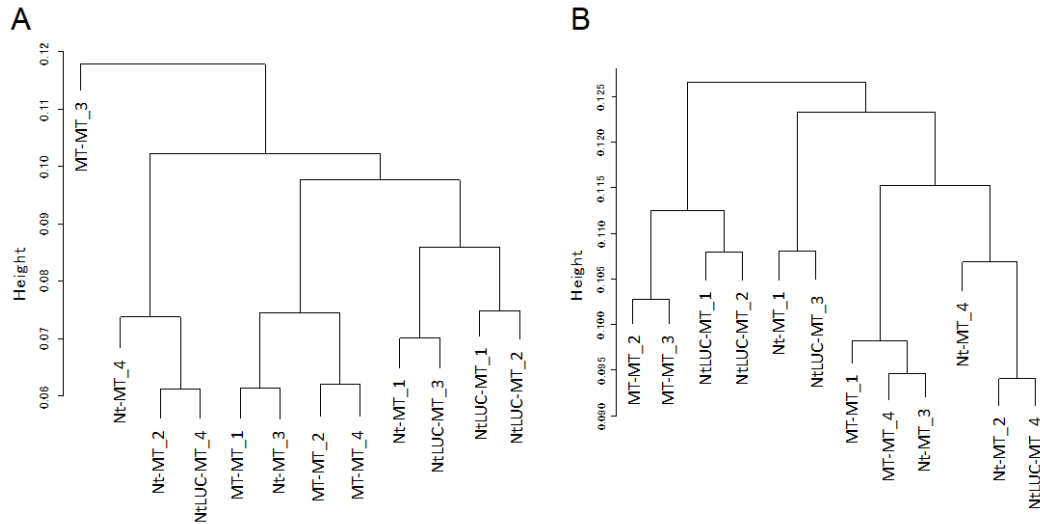 A
Height
0.12
0.11
0.10
0.09
0.08
0.07
0.06
MT-MT_3
Nt-MT_4
Nt-MT_2
NtLUC-MT_4
MT-MT_1
Nt-MT_3
MT-MT_2
MT-MT_4
Nt-MT_1
NtLUC-MT_3
NtLUC-MT_1
NtLUC-MT_2
B
Height
0.125
0.120
0.115
0.110
0.105
0.100
0.095
0.090
MT-MT_2
MT-MT_3
NtLUC-MT_1
NtLUC-MT_2
Nt-MT_1
NtLUC-MT_3
MT-MT_1
MT-MT_4
Nt-MT_3
Nt-MT_4
Nt-MT_2
NtLUC-MT_4